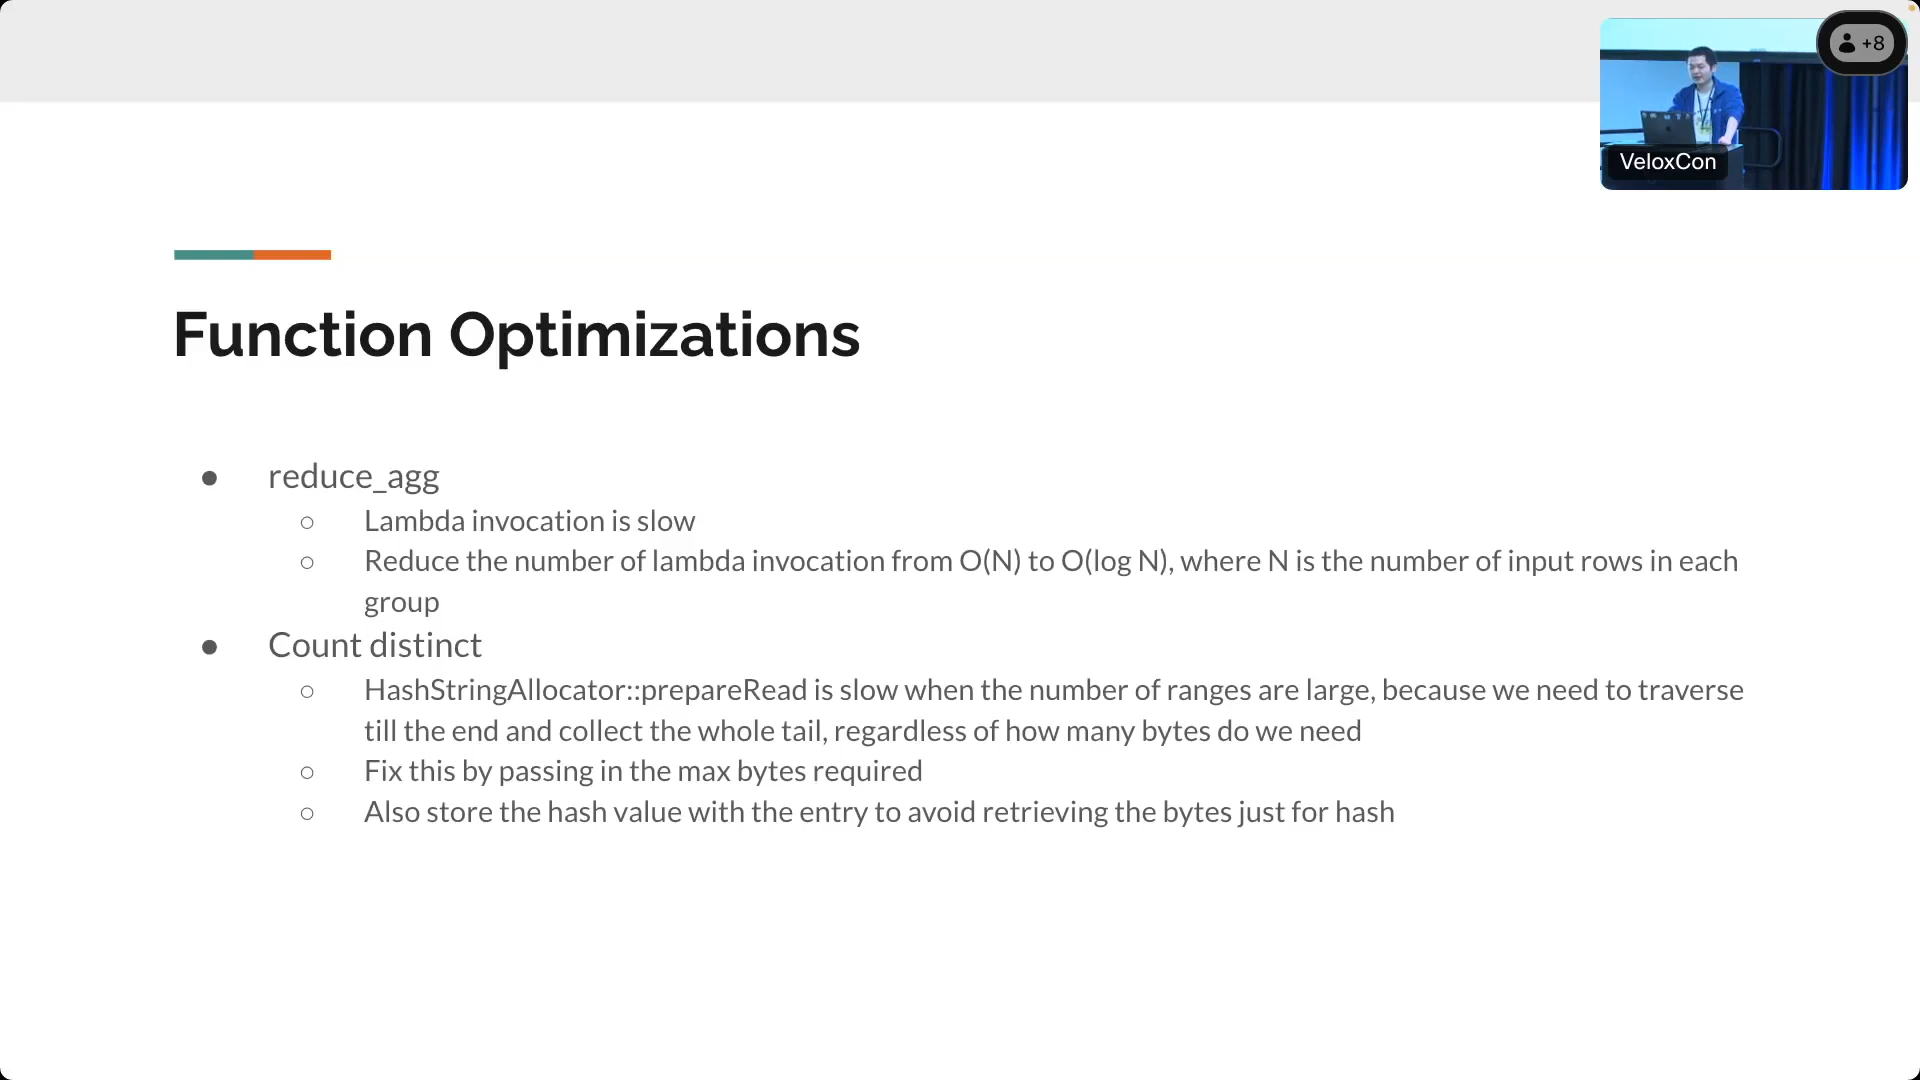 +8
VeloxCon
Function Optimizations
● reduce_agg
○ Lambda invocation is slow
○ Reduce the number of lambda invocation from O(N) to O(log N), where N is the number of input rows in each
group
● Count distinct
○ HashStringAllocator::prepareRead is slow when the number of ranges are large, because we need to traverse
till the end and collect the whole tail, regardless of how many bytes do we need
○ Fix this by passing in the max bytes required
○ Also store the hash value with the entry to avoid retrieving the bytes just for hash